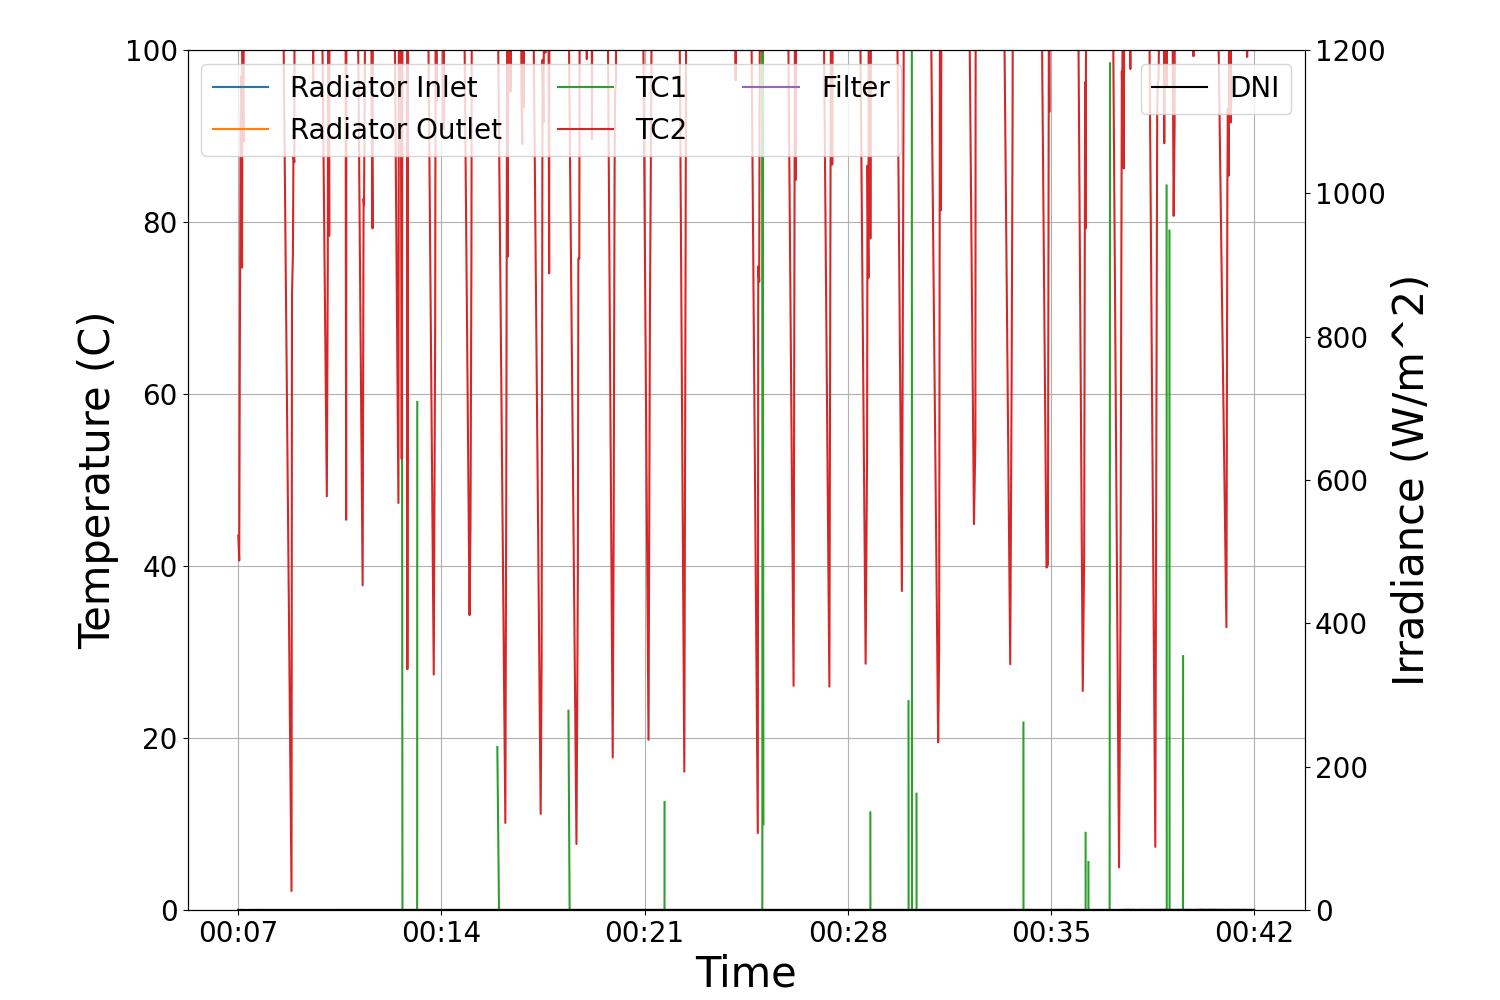 100
80
60
40
20
0
Temperature (C)
Radiator Inlet
Radiator Outlet
TC1
TC2
Filter
DNI
1200
1000
800
600
400
200
0
Irradiance (W/m^2)
00:07
00:14
00:21
00:28
00:35
00:42
Time